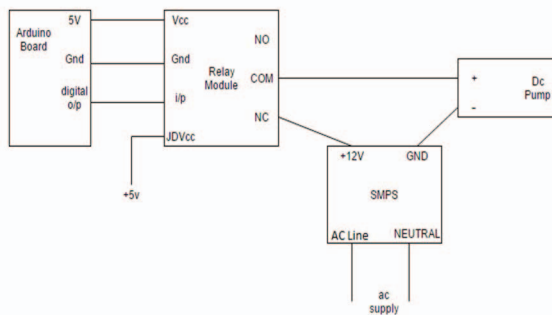 Arduino
Board
5V
Gnd
digital
o/p
Vcc
Gnd
i/p
JDVcc
Relay
Module
NO
COM
NC
+5v
+
-
Dc
Pump
+12V
GND
SMPS
AC Line
NEUTRAL
ac
supply